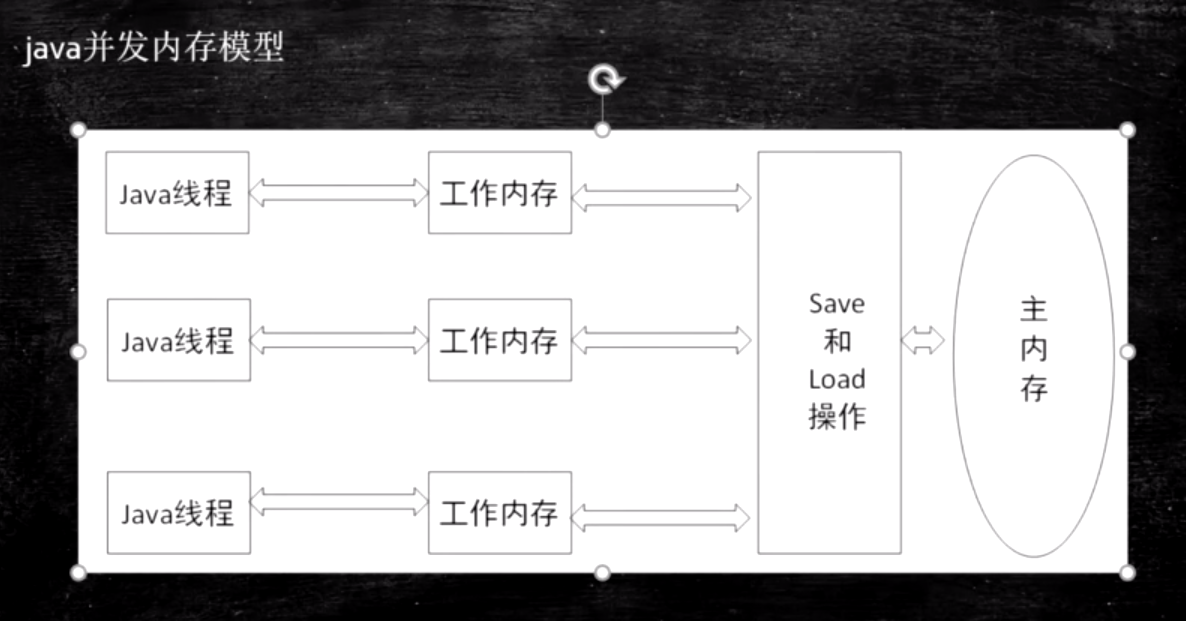 java并发内存模型
Java线程
工作内存
Java线程
工作内存
Java线程
工作内存
Save
和
Load
操作
主
内
存